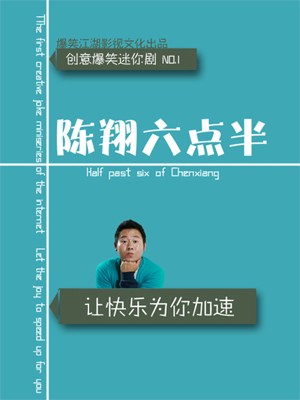 爆笑江湖影视文化出品
创意爆笑迷你剧 NO.1
陈翔六点半
Half past six of Chenxiang
让快乐为你加速
The first creative joke miniseries of the internet Let the joy to speed up for you